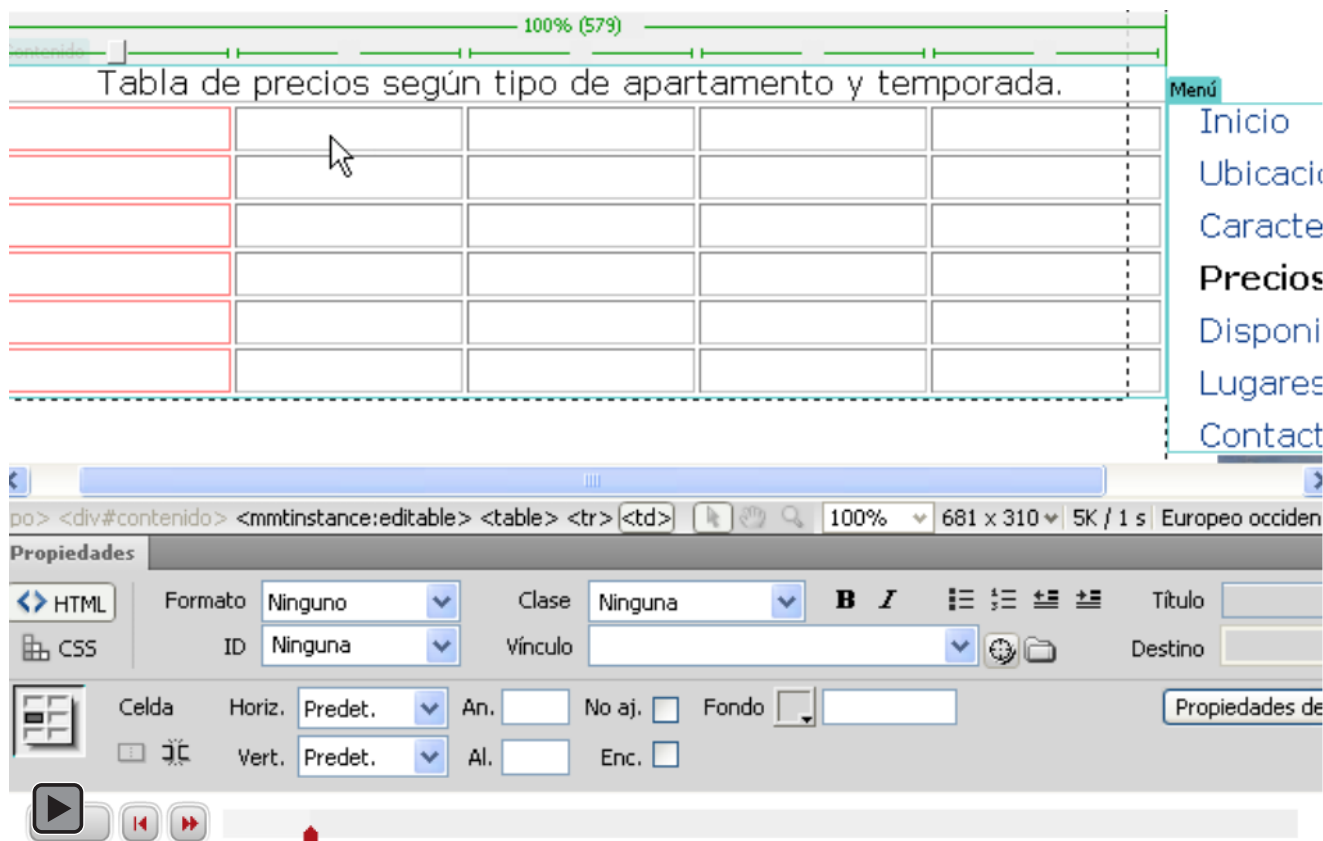 100% (579)
Contenido
Tabla de precios según tipo de apartamento y temporada.
Menú
Inicio
Ubicacio
Caracte
Precios
Disponi
Lugares
Contact
po> <div#contenido> <mmtinstance:editable> <table> <tr> <td> 100% 681 x 310 5K / 1 s Europeo occiden
Propiedades
<> HTML Formato Ninguno Clase Ninguna B I Título
CSS ID Ninguna Vínculo Destino
Celda Horiz. Predet. An. No aj. Fondo Propiedades de
Vert. Predet. Al. Enc.